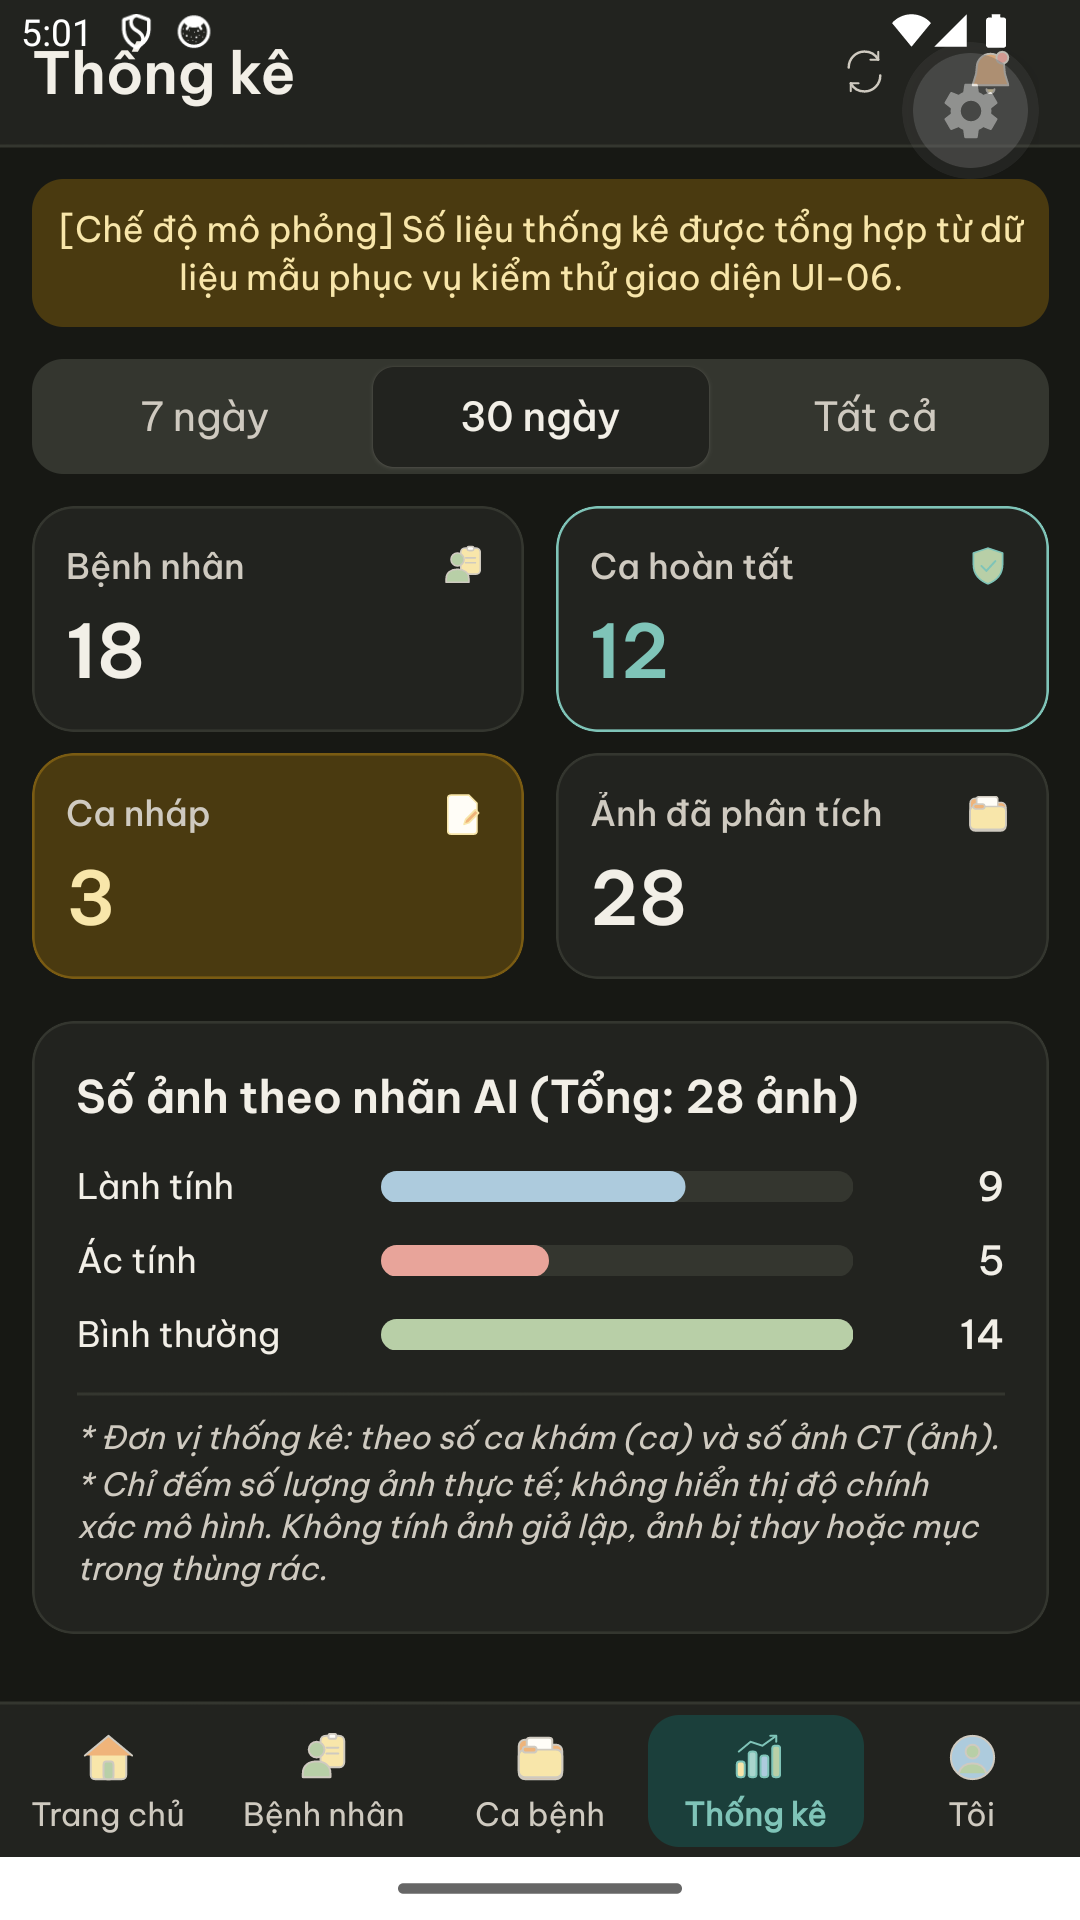 5:01
Thống kê
[Chế độ mô phỏng] Số liệu thống kê được tổng hợp từ dữ
liệu mẫu phục vụ kiểm thử giao diện UI-06.
7 ngày
30 ngày
Tất cả
Bệnh nhân
18
Ca hoàn tất
12
Ca nháp
3
Ảnh đã phân tích
28
Số ảnh theo nhãn AI (Tổng: 28 ảnh)
Lành tính 9
Ác tính 5
Bình thường 14
* Đơn vị thống kê: theo số ca khám (ca) và số ảnh CT (ảnh).
* Chỉ đếm số lượng ảnh thực tế; không hiển thị độ chính
xác mô hình. Không tính ảnh giả lập, ảnh bị thay hoặc mục
trong thùng rác.
Trang chủ
Bệnh nhân
Ca bệnh
Thống kê
Tôi